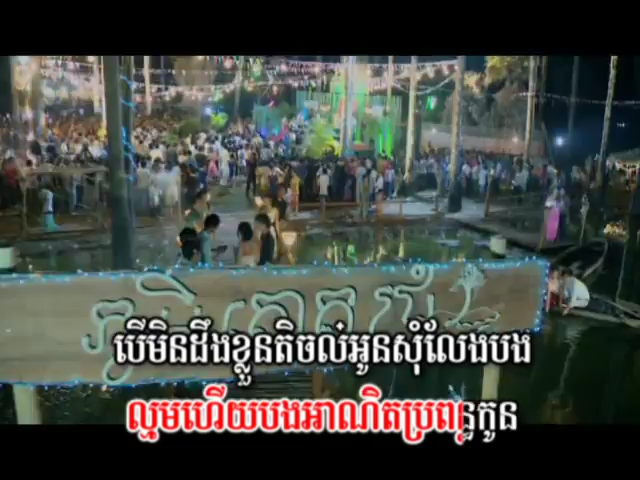 បើមិនដឹងខ្លួនតិចល់អូនសុំលែងបង
ល្មមហើយបងអាណិតប្រពន្ធកូន